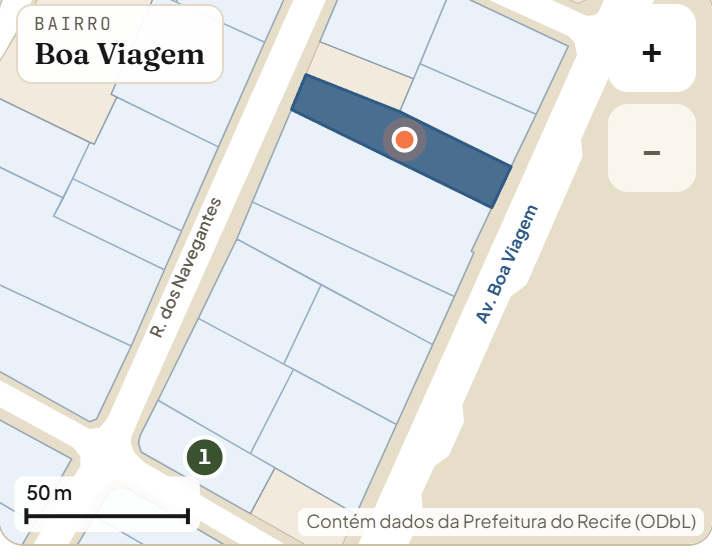 BAIRRO
Boa Viagem
+
−
R. dos Navegantes
Av. Boa Viagem
1
50 m
Contém dados da Prefeitura do Recife (ODbL)